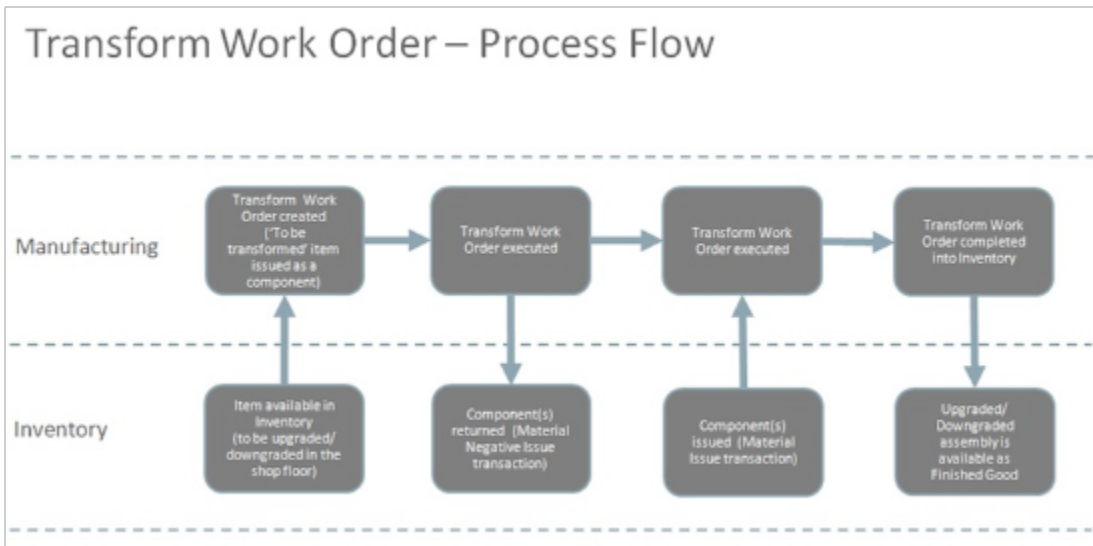 Transform Work Order – Process Flow
Manufacturing
Transform Work
Order created
('To be
transformed' item
issued as a
component)
Transform Work
Order executed
Transform Work
Order executed
Transform Work
Order completed
into Inventory
Inventory
Item available in
Inventory
(to be upgraded/
downgraded in the
shop floor)
Component(s)
returned (Material
Negative Issue
transaction)
Component(s)
issued (Material
Issue transaction)
Upgraded/
Downgraded
assembly is
available as
Finished Good